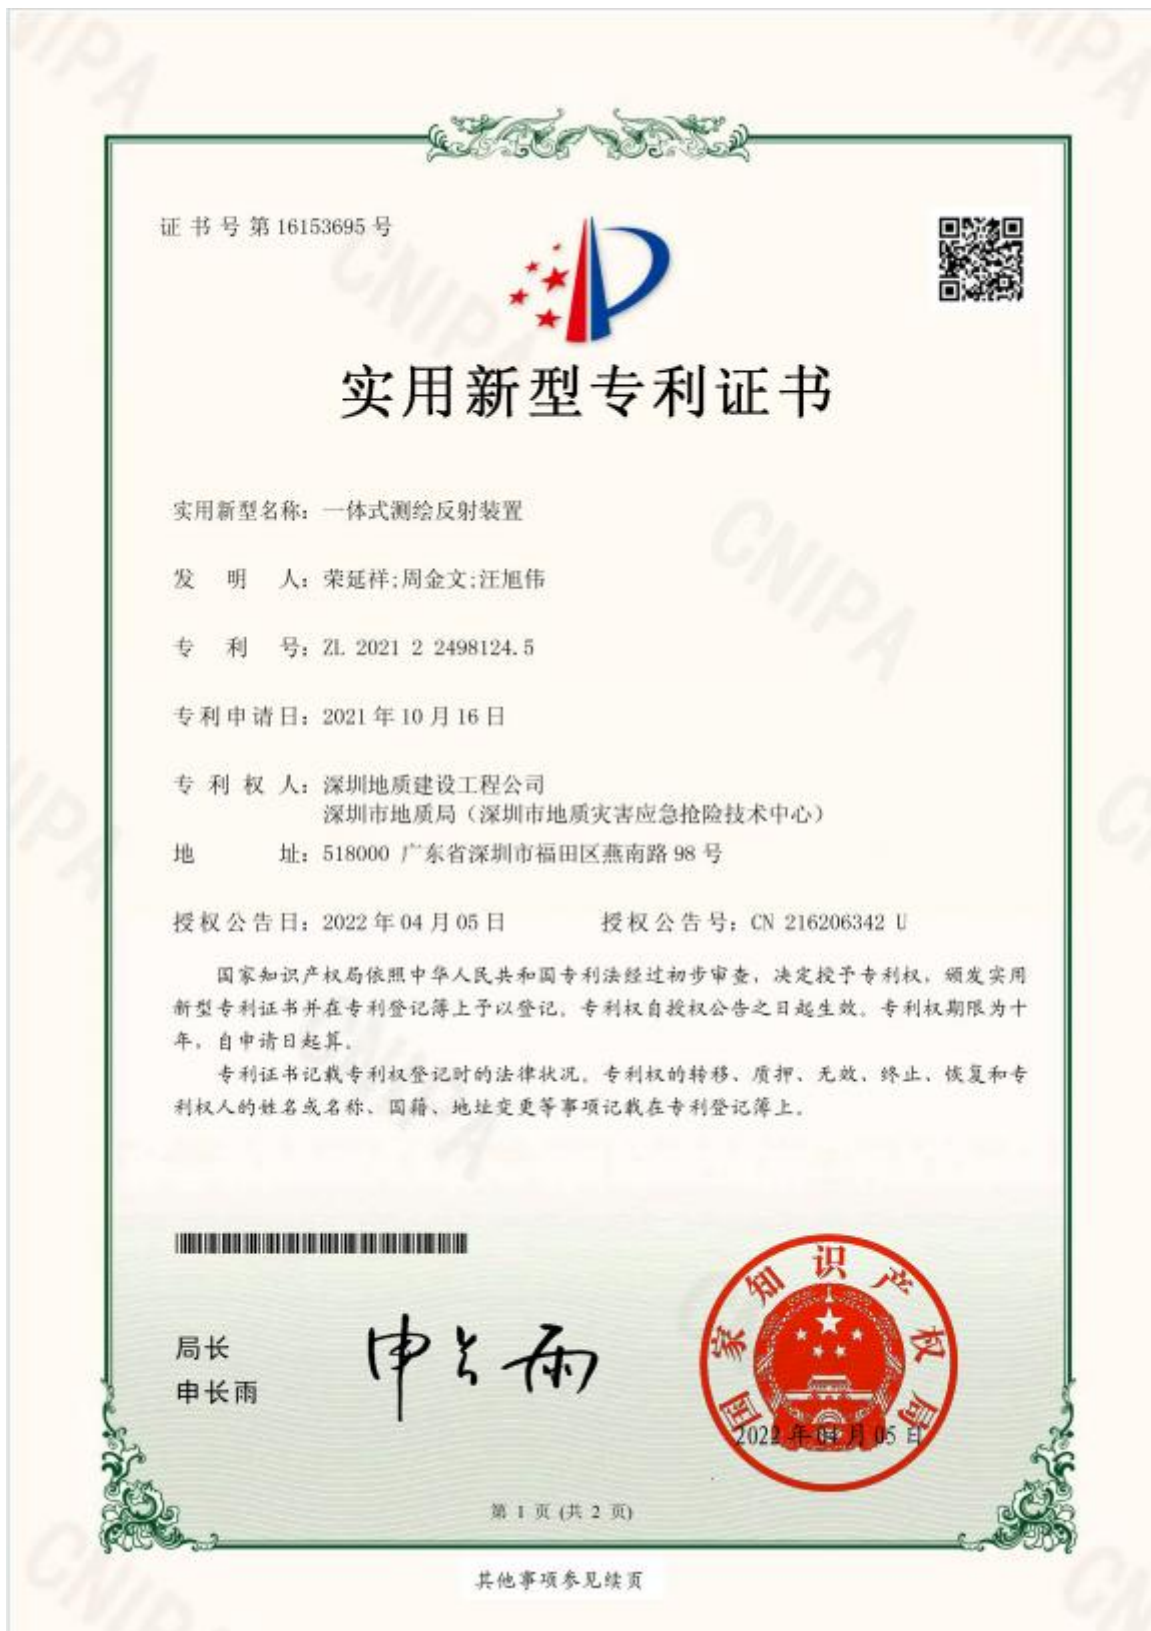 证书号第16153695号
实用新型专利证书
实用新型名称：一体式测绘反射装置
发明人：荣延祥;周金文;汪旭伟
专利号：ZL 2021 2 2498124.5
专利申请日：2021年10月16日
专利权人：深圳地质建设工程公司
深圳市地质局（深圳市地质灾害应急抢险技术中心）
地址：518000 广东省深圳市福田区燕南路98号
授权公告日：2022年04月05日 授权公告号：CN 216206342 U
国家知识产权局依照中华人民共和国专利法经过初步审查，决定授予专利权，颁发实用
新型专利证书并在专利登记簿上予以登记。专利权自授权公告之日起生效。专利权期限为十
年，自申请日起算。
专利证书记载专利权登记时的法律状况。专利权的转移、质押、无效、终止、恢复和专
利权人的姓名或名称、国籍、地址变更等事项记载在专利登记簿上。
局长
申长雨
申长雨
国家知识产权局
2022年04月05日
第 1 页 (共 2 页)
其他事项参见续页
CNIPA
CNIPA
CNIPA
CNIPA
CNIPA
CNIPA